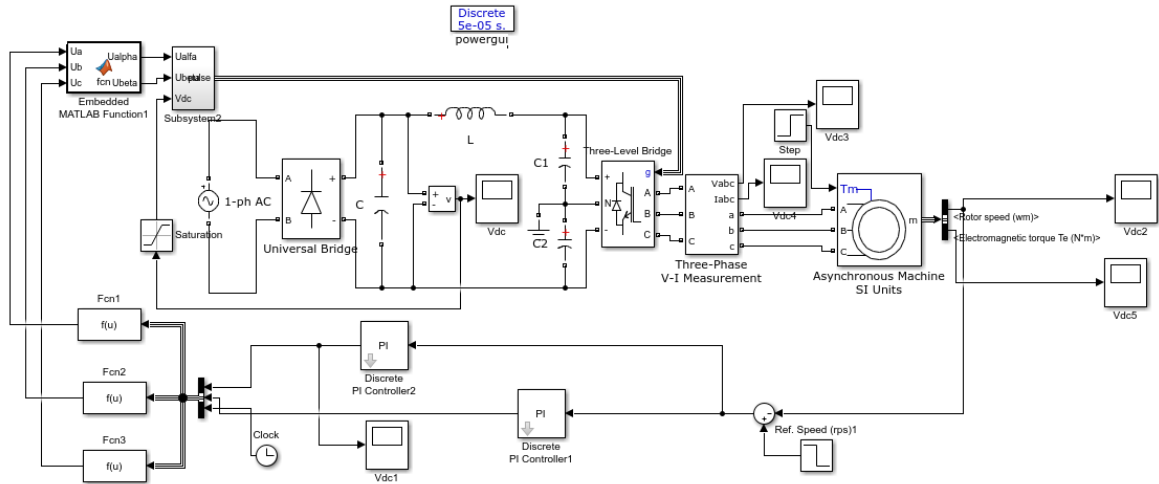 Discrete
5e-05 s.
powergui
Ua
Ub
Uc
fcn
Ualpha
Ubeta
Embedded
MATLAB Function1
Ualfa
Vdc
pulse
Subsystem2
1-ph AC
A
B
+
-
Universal Bridge
Saturation
C
L
+
-
v
Vdc
C1
C2
Three-Level Bridge
+
N
-
g
A
B
C
A
B
C
Vabc
Iabc
a
b
c
Three-Phase
V-I Measurement
Vdc3
Step
Vdc4
Tm
A
B
C
m
Asynchronous Machine
SI Units
<Rotor speed (wm)>
<Electromagnetic torque Te (N*m)>
Vdc2
Vdc5
Fcn1
f(u)
Fcn2
f(u)
Fcn3
f(u)
Clock
PI
Discrete
PI Controller2
Vdc1
PI
Discrete
PI Controller1
Ref. Speed (rps)1